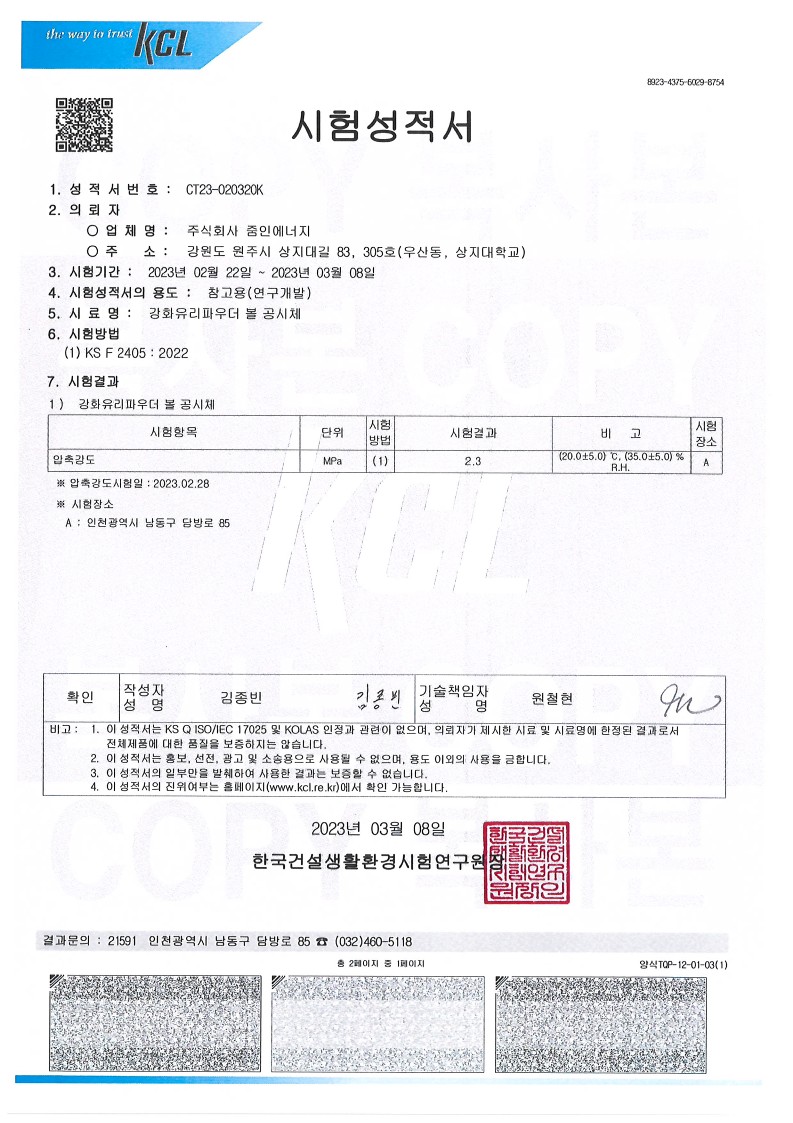 the way to trust KCL
8923-4375-6029-8754
시험성적서
1. 성 적 서 번 호 : CT23-020320K
2. 의 뢰 자
○ 업 체 명 : 주식회사 줌인에너지
○ 주 소 : 강원도 원주시 상지대길 83, 305호(우산동, 상지대학교)
3. 시험기간 : 2023년 02월 22일 ~ 2023년 03월 08일
4. 시험성적서의 용도 : 참고용(연구개발)
5. 시 료 명 : 강화유리파우더 볼 공시체
6. 시험방법
(1) KS F 2405 : 2022
7. 시험결과
1) 강화유리파우더 볼 공시체
시험항목 단위 시험방법 시험결과 비 고 시험장소
압축강도 MPa (1) 2.3 (20.0±5.0) ℃, (35.0±5.0) % R.H. A
※ 압축강도시험일 : 2023.02.28
※ 시험장소
A : 인천광역시 남동구 담방로 85
KCL
확인 작성자 성 명 김종빈 김종빈 기술책임자 성 명 원철현
비고 : 1. 이 성적서는 KS Q ISO/IEC 17025 및 KOLAS 인정과 관련이 없으며, 의뢰자가 제시한 시료 및 시료명에 한정된 결과로서
전체제품에 대한 품질을 보증하지는 않습니다.
2. 이 성적서는 홍보, 선전, 광고 및 소송용으로 사용될 수 없으며, 용도 이외의 사용을 금합니다.
3. 이 성적서의 일부만을 발췌하여 사용한 결과는 보증할 수 없습니다.
4. 이 성적서의 진위여부는 홈페이지(www.kcl.re.kr)에서 확인 가능합니다.
2023년 03월 08일
한국건설생활환경시험연구원장
결과문의 : 21591 인천광역시 남동구 담방로 85 ☎ (032)460-5118
총 2페이지 중 1페이지
양식TQP-12-01-03(1)